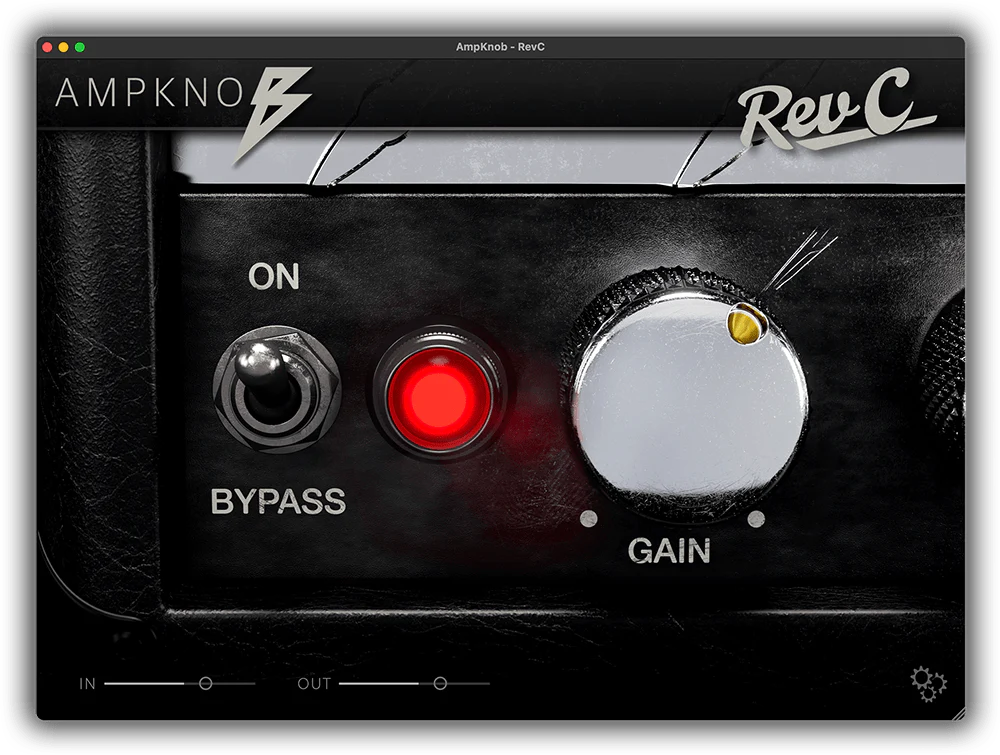 AmpKnob - RevC
AMPKNOB
RevC
ON
BYPASS
GAIN
IN
OUT